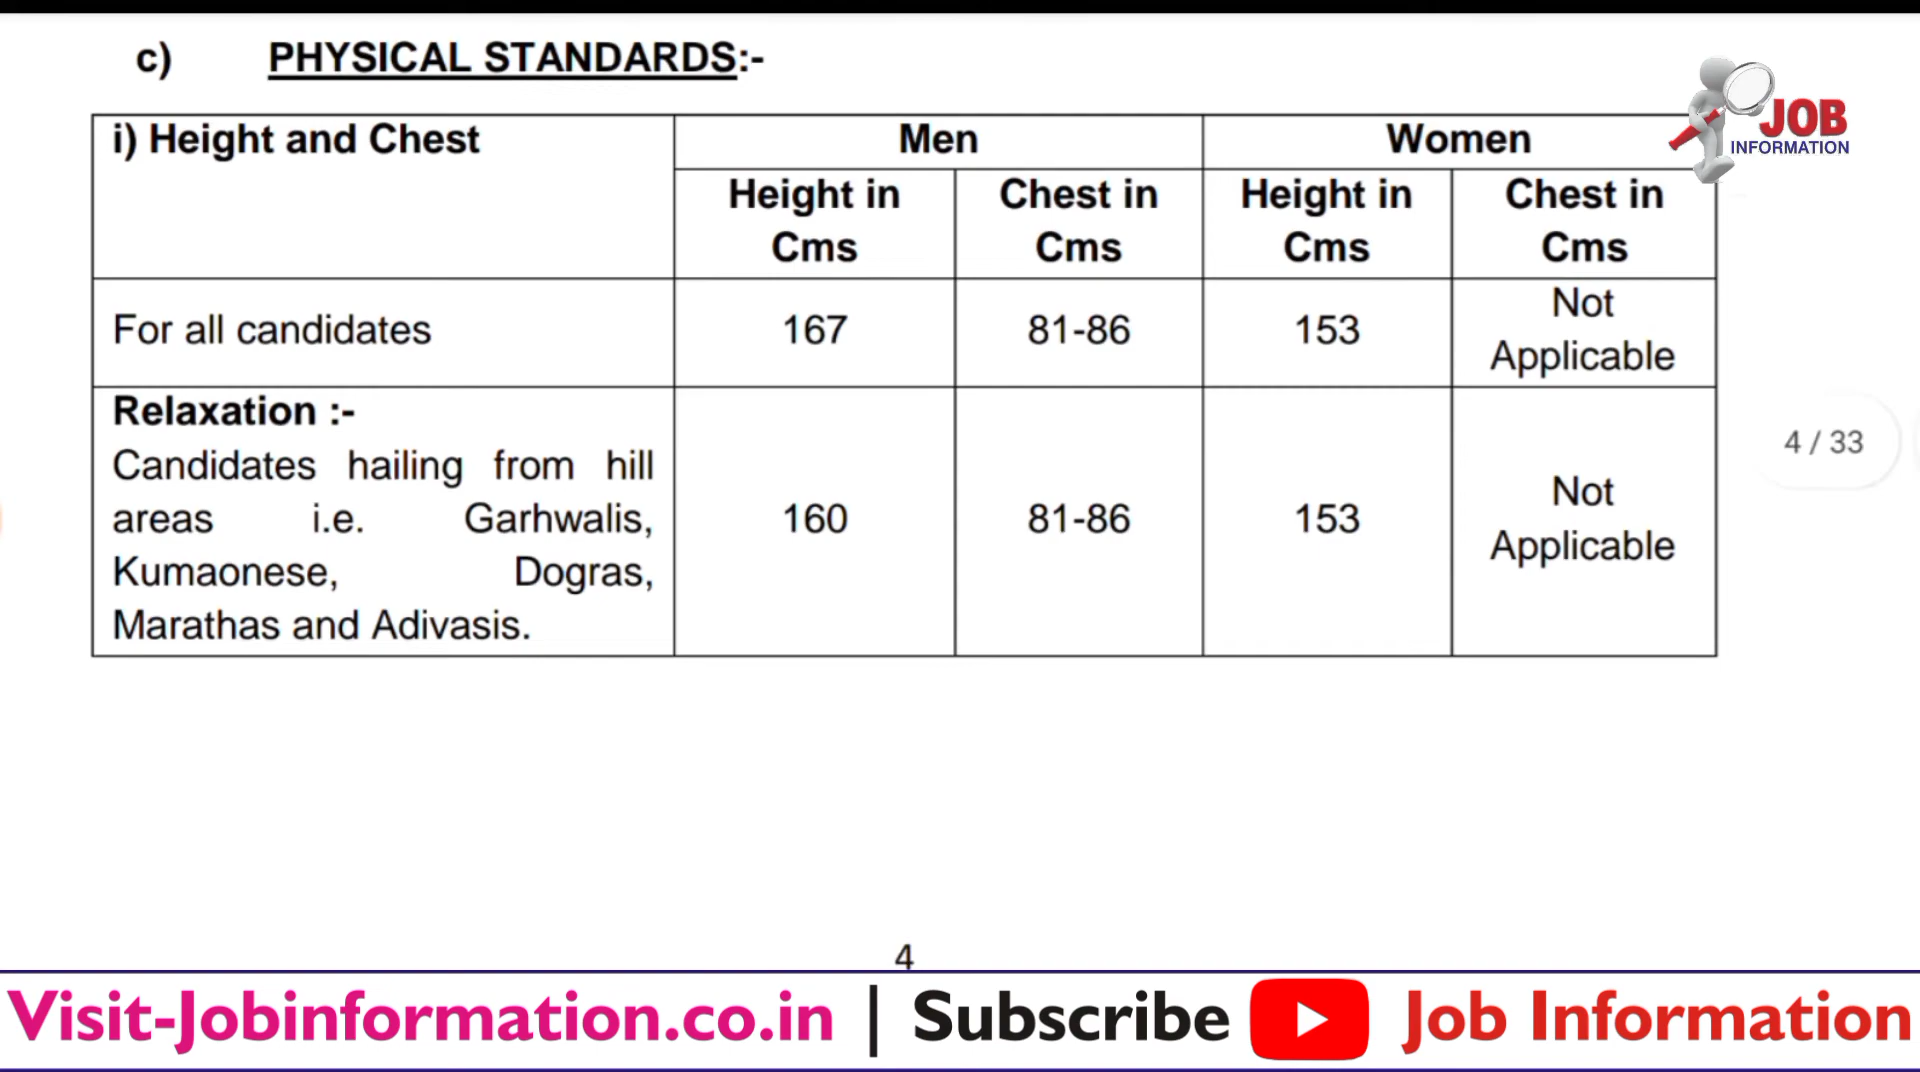 c) PHYSICAL STANDARDS:-
JOB
INFORMATION
i) Height and Chest
Men
Women
Height in
Cms
Chest in
Cms
Height in
Cms
Chest in
Cms
For all candidates
167
81-86
153
Not
Applicable
Relaxation :-
Candidates hailing from hill
areas i.e. Garhwalis,
Kumaonese, Dogras,
Marathas and Adivasis.
160
81-86
153
Not
Applicable
4 / 33
4
Visit-Jobinformation.co.in | Subscribe Job Information